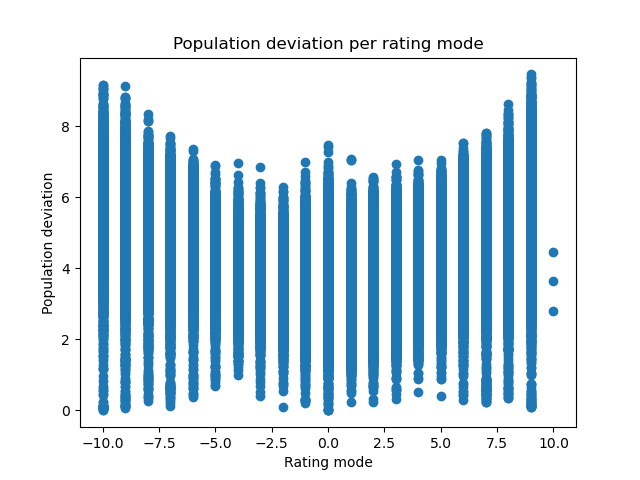 Population deviation per rating mode
Population deviation
8
6
4
2
0
−10.0 −7.5 −5.0 −2.5 0.0 2.5 5.0 7.5 10.0
Rating mode